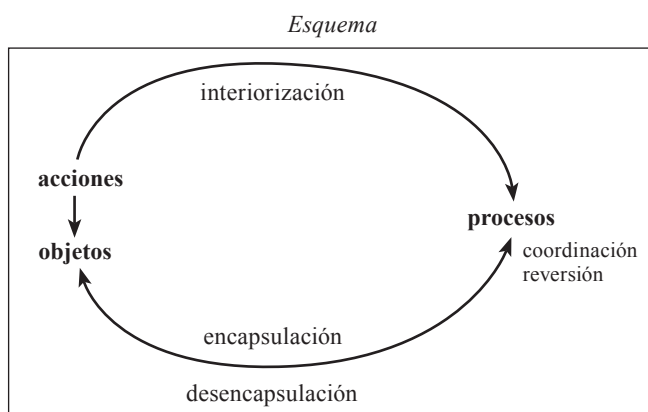 Esquema
interiorización
acciones
procesos
objetos
coordinación
reversión
encapsulación
desencapsulación